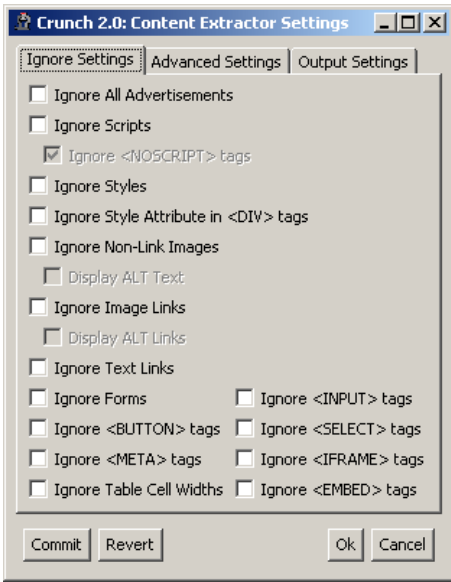 Crunch 2.0: Content Extractor Settings
Ignore Settings Advanced Settings Output Settings
Ignore All Advertisements
Ignore Scripts
Ignore <NOSCRIPT> tags
Ignore Styles
Ignore Style Attribute in <DIV> tags
Ignore Non-Link Images
Display ALT Text
Ignore Image Links
Display ALT Links
Ignore Text Links
Ignore Forms Ignore <INPUT> tags
Ignore <BUTTON> tags Ignore <SELECT> tags
Ignore <META> tags Ignore <IFRAME> tags
Ignore Table Cell Widths Ignore <EMBED> tags
Commit Revert Ok Cancel